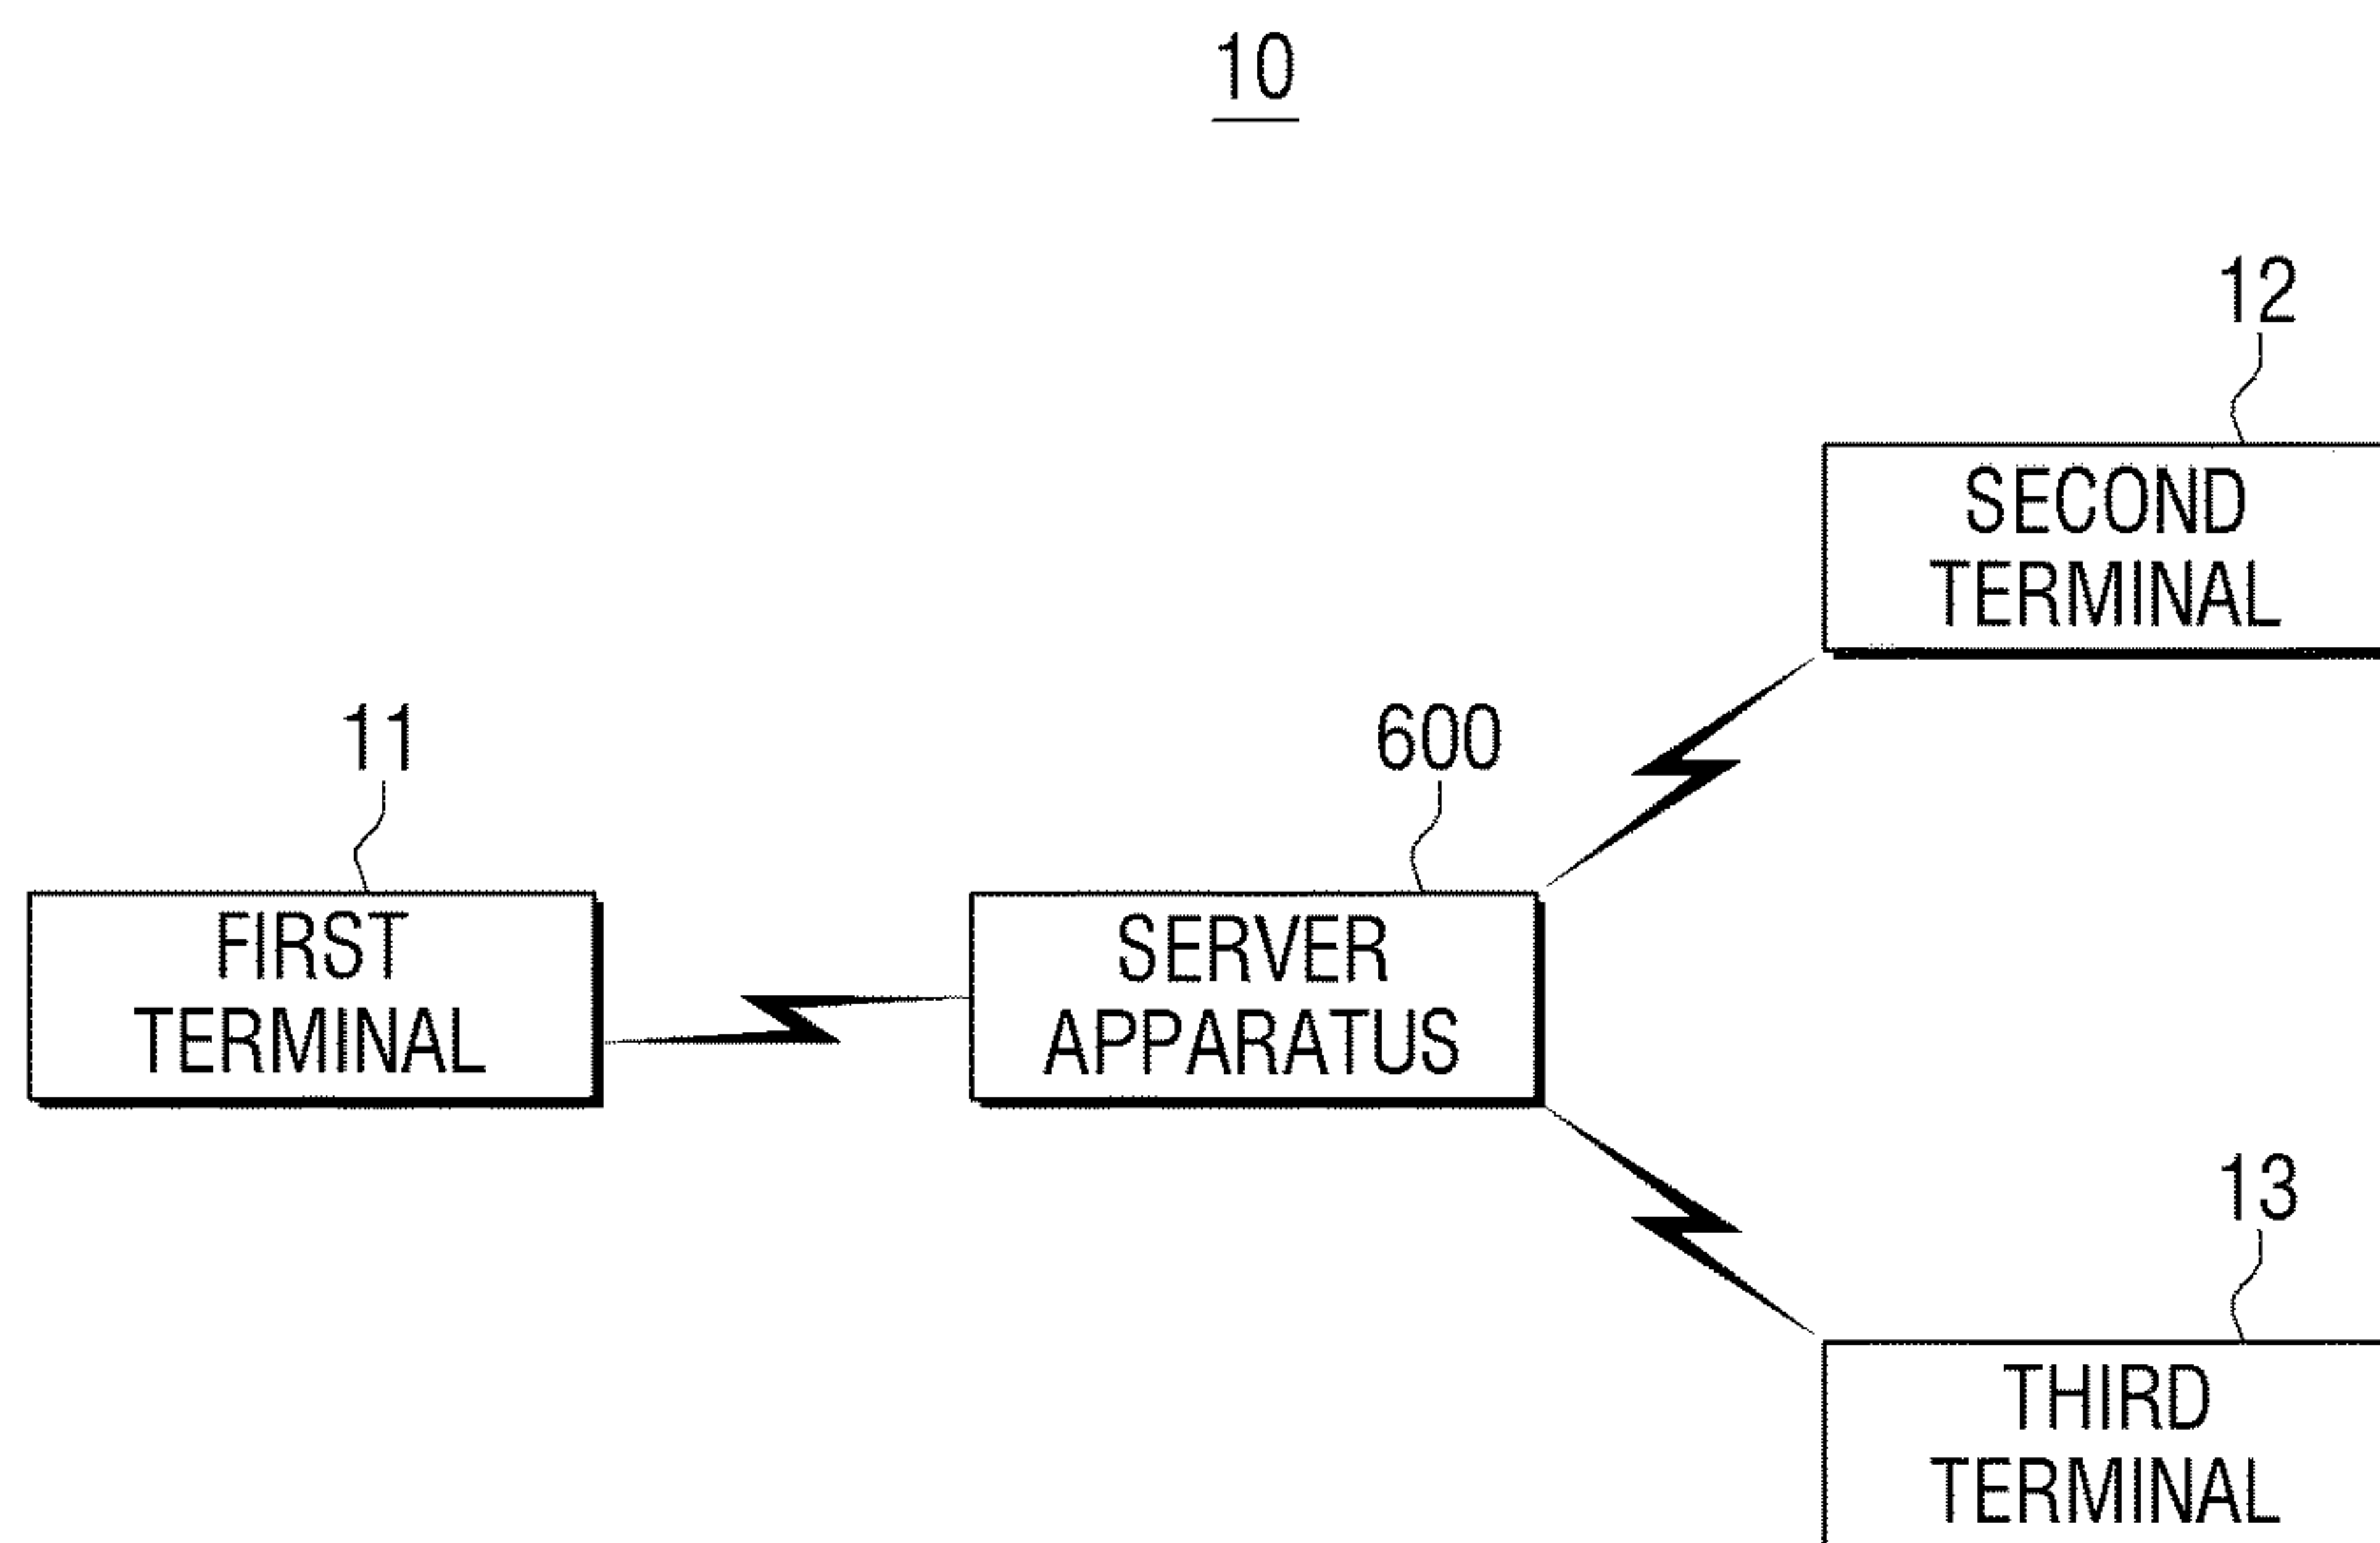 10
12
SECOND
TERMINAL
11
600
FIRST
TERMINAL
SERVER
APPARATUS
13
THIRD
TERMINAL